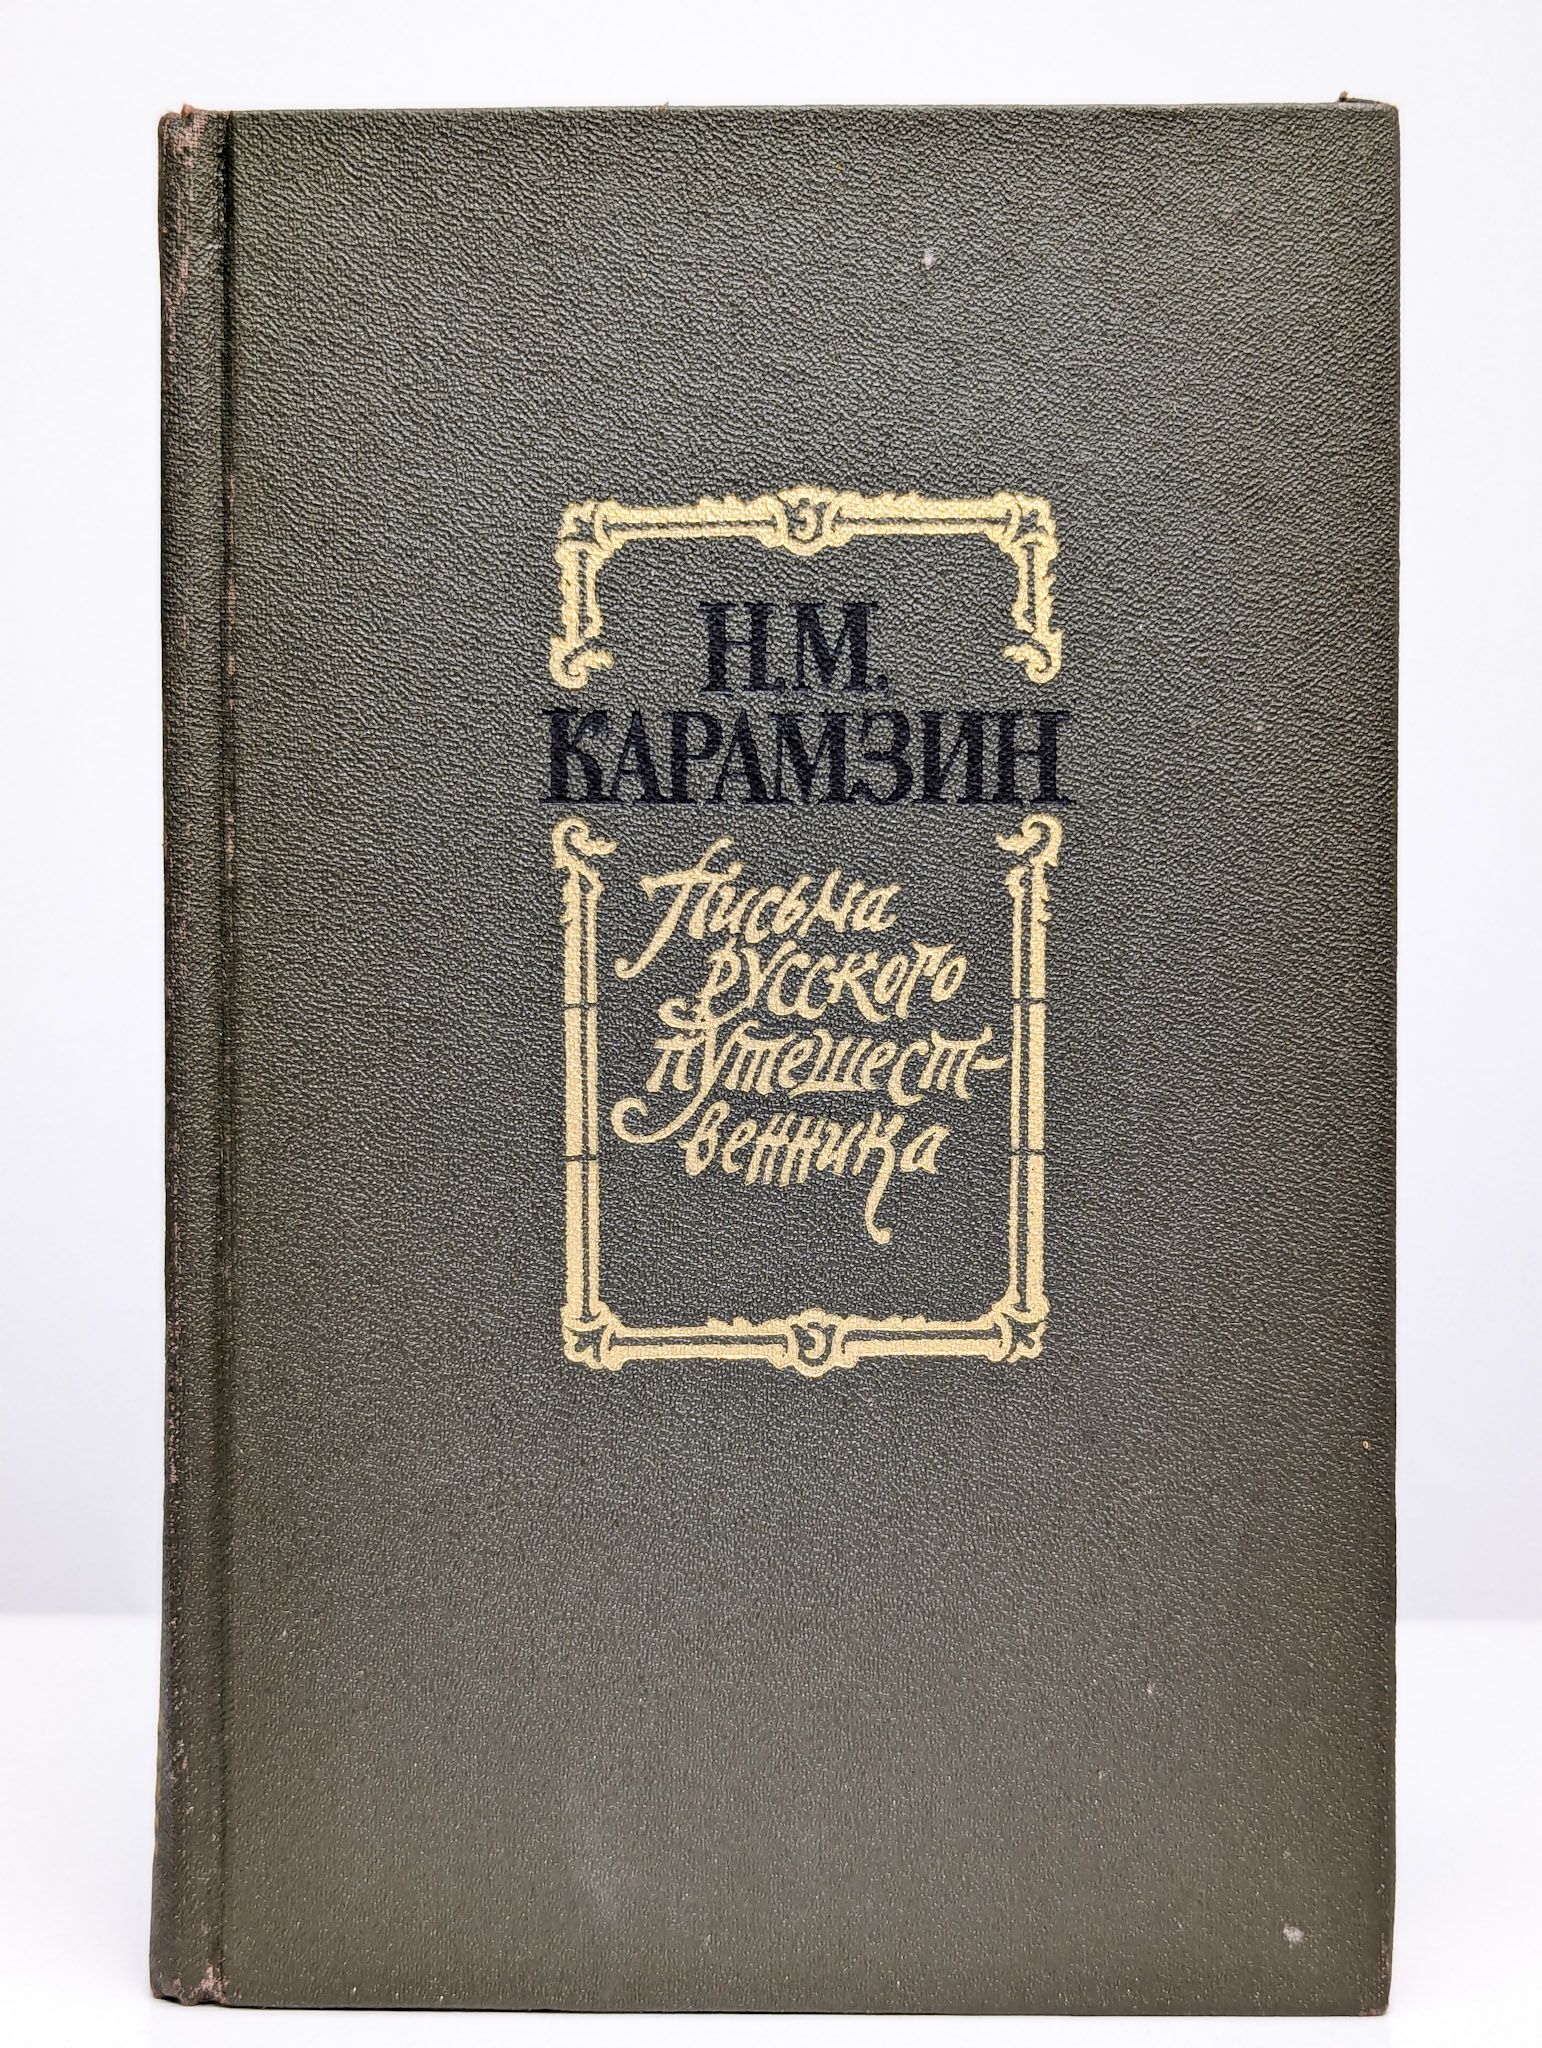 Н.М.
КАРАМЗИН
Письма
русского
путешест-
венника